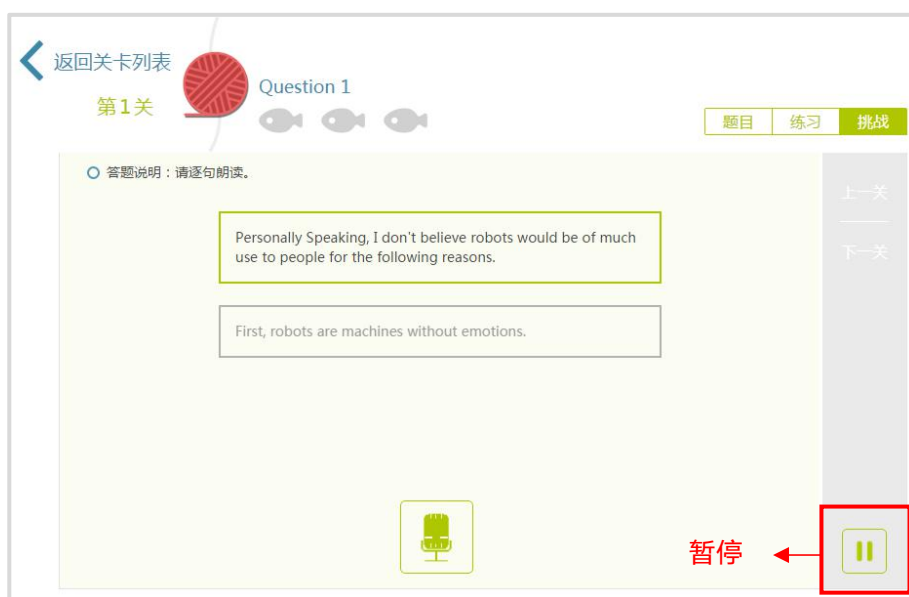 返回关卡列表
第1关
Question 1
题目 练习 挑战
答题说明：请逐句朗读。
上一关
下一关
Personally Speaking, I don't believe robots would be of much
use to people for the following reasons.
First, robots are machines without emotions.
暂停